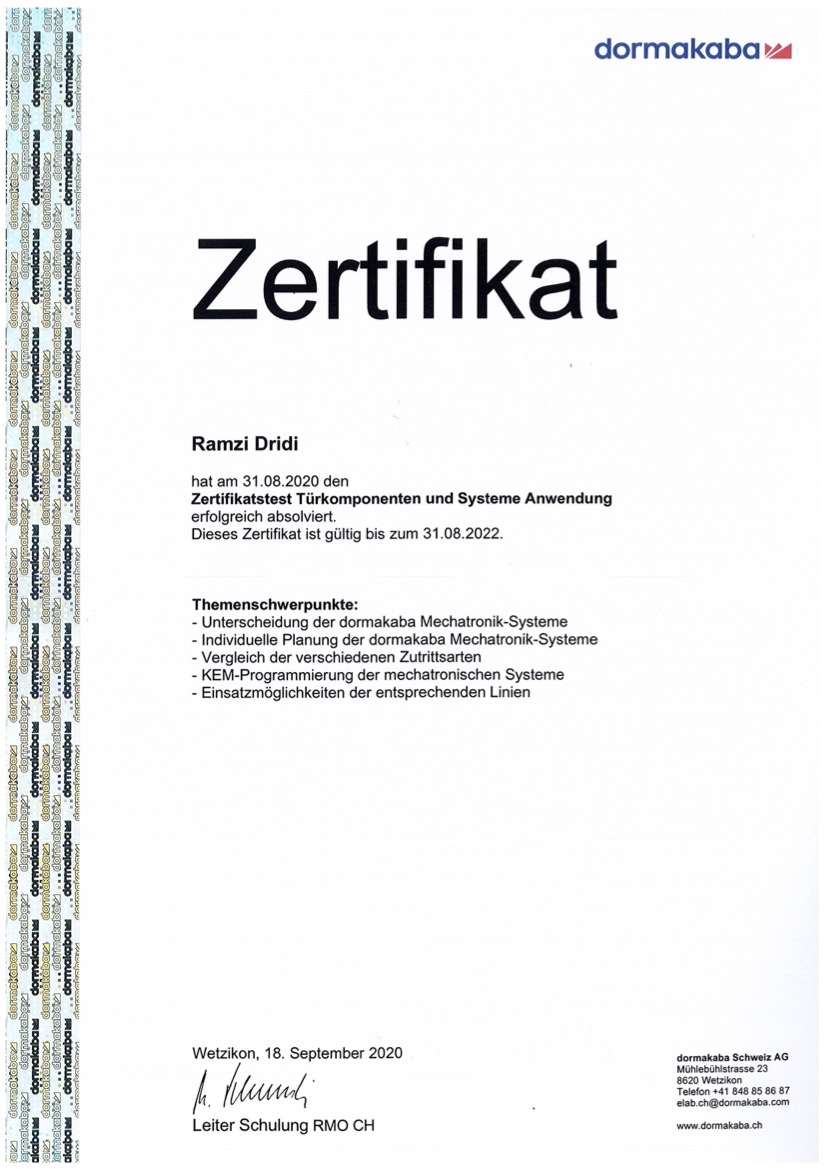 dormakaba
Zertifikat
Ramzi Dridi
hat am 31.08.2020 den
Zertifikatstest Türkomponenten und Systeme Anwendung
erfolgreich absolviert.
Dieses Zertifikat ist gültig bis zum 31.08.2022.
Themenschwerpunkte:
- Unterscheidung der dormakaba Mechatronik-Systeme
- Individuelle Planung der dormakaba Mechatronik-Systeme
- Vergleich der verschiedenen Zutrittsarten
- KEM-Programmierung der mechatronischen Systeme
- Einsatzmöglichkeiten der entsprechenden Linien
Wetzikon, 18. September 2020
Leiter Schulung RMO CH
dormakaba Schweiz AG
Mühlebühlstrasse 23
8620 Wetzikon
Telefon +41 848 85 86 87
elab.ch@dormakaba.com
www.dormakaba.ch